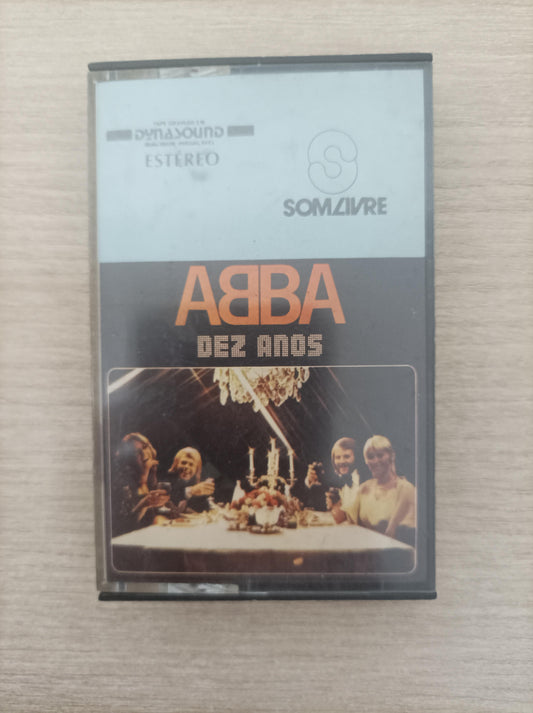 DYNASOUND
ESTÉREO
SOMLIVRE
ABBA
DEZ ANOS